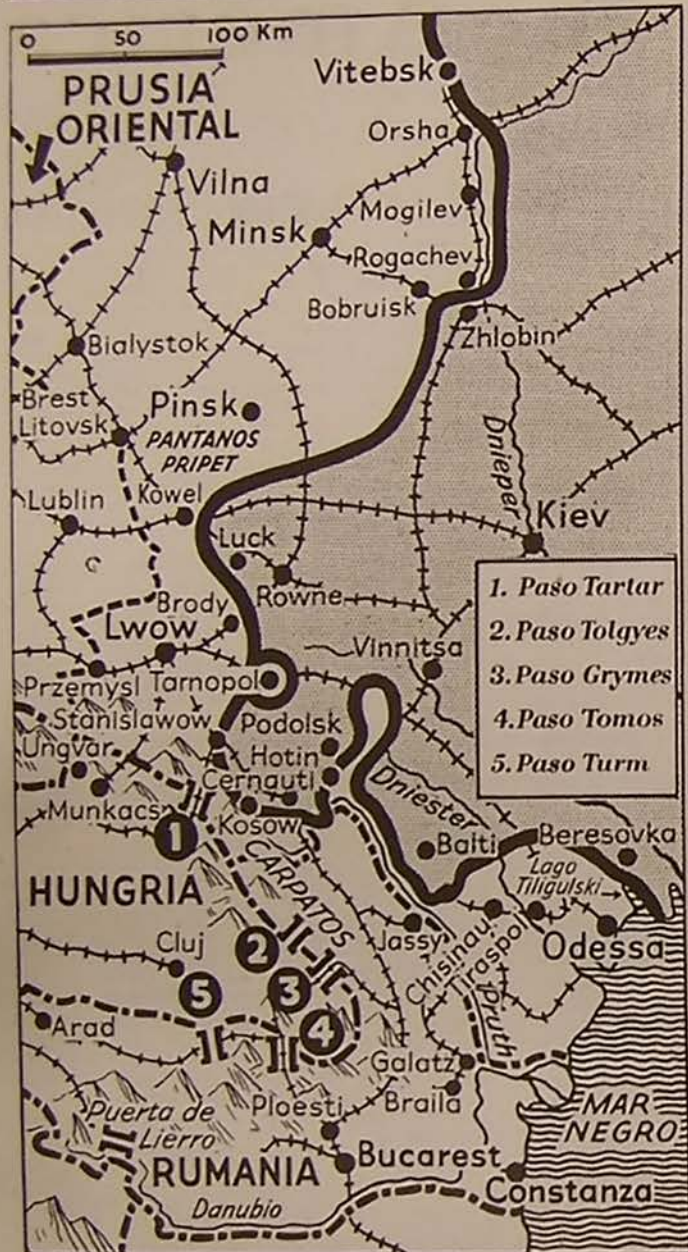 0 50 100 Km
PRUSIA
ORIENTAL
Vitebsk
Orsha
Vilna
Mogilev
Minsk
Rogachev
Bobruisk
Zhlobin
Bialystok
Brest
Litovsk
Pinsk
PANTANOS
PRIPET
Dnieper
Lublin
Kowel
Kiev
Luck
Rowne
Brody
Lwow
Vinnitsa
1. Paso Tartar
2. Paso Tolgyes
3. Paso Grymes
4. Paso Tomos
5. Paso Turm
Przemysl
Tarnopol
Stanislawow
Podolsk
Ungvar
Hotin
Cernauti
Munkacs
Kosow
Dniester
Balti
Beresovka
1
HUNGRIA
CARPATOS
Lago
Tiligulski
Jassy
Chisinau
Tiraspol
Odessa
Cluj
2
5
3
4
Pruth
Arad
Galatz
Braila
Ploesti
Puerta de
Lierro
MAR
NEGRO
RUMANIA
Bucarest
Constanza
Danubio